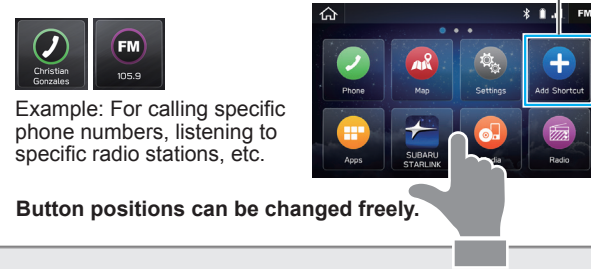 FM
Christian
Gonzales
FM
105.9
Phone
Map
Settings
Add Shortcut
Apps
SUBARU
STARLINK
Radio
Example: For calling specific
phone numbers, listening to
specific radio stations, etc.
Button positions can be changed freely.